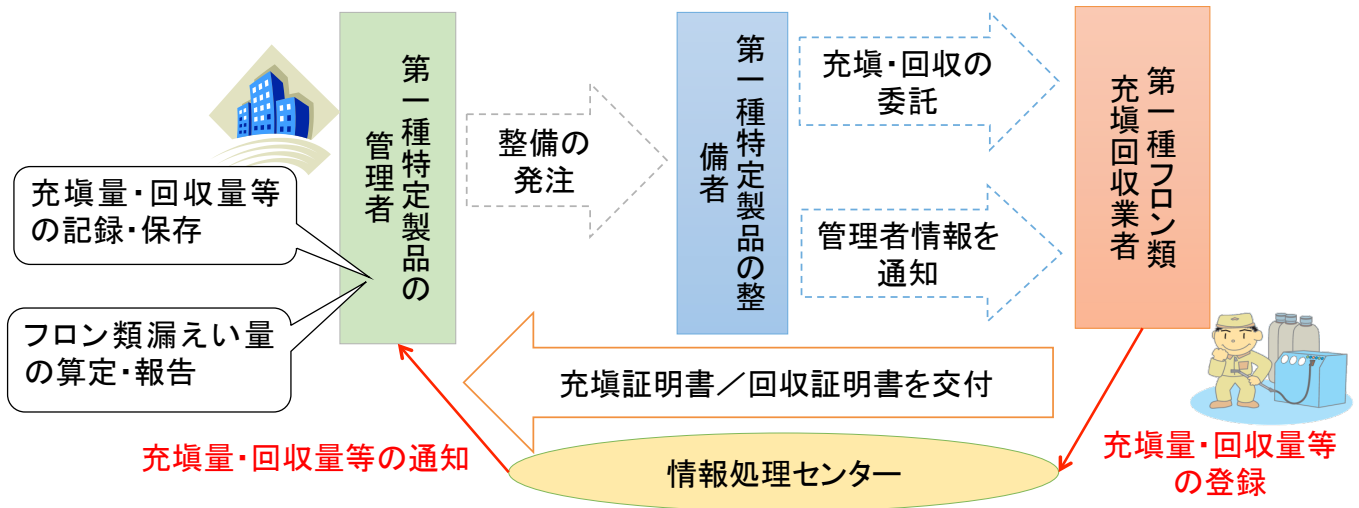 第一種特定製品の
管理者
充塡量・回収量等
の記録・保存
フロン類漏えい量
の算定・報告
整備の
発注
第一種特定製品の整
備者
充塡・回収の
委託
管理者情報を
通知
第一種フロン類
充塡回収業者
充塡証明書／回収証明書を交付
充塡量・回収量等の通知
情報処理センター
充塡量・回収量等
の登録